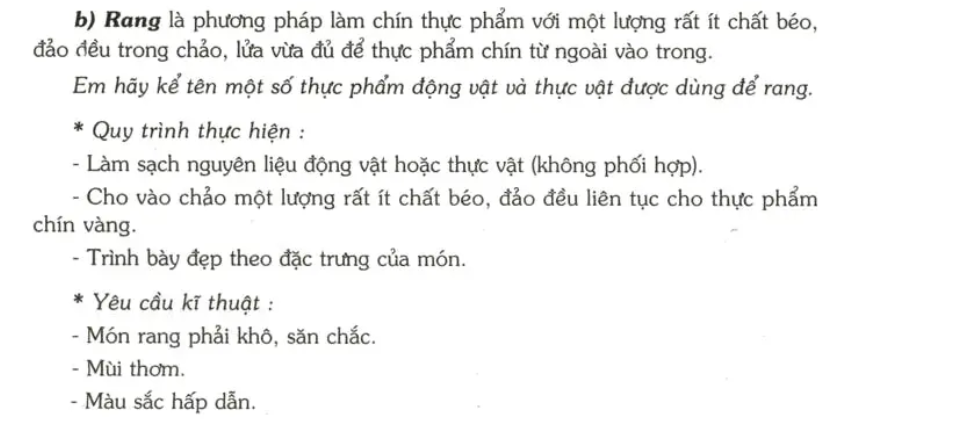 b) Rang là phương pháp làm chín thực phẩm với một lượng rất ít chất béo,
đảo đều trong chảo, lửa vừa đủ để thực phẩm chín từ ngoài vào trong.
Em hãy kể tên một số thực phẩm động vật và thực vật được dùng để rang.
* Quy trình thực hiện :
- Làm sạch nguyên liệu động vật hoặc thực vật (không phối hợp).
- Cho vào chảo một lượng rất ít chất béo, đảo đều liên tục cho thực phẩm
chín vàng.
- Trình bày đẹp theo đặc trưng của món.
* Yêu cầu kĩ thuật :
- Món rang phải khô, săn chắc.
- Mùi thơm.
- Màu sắc hấp dẫn.